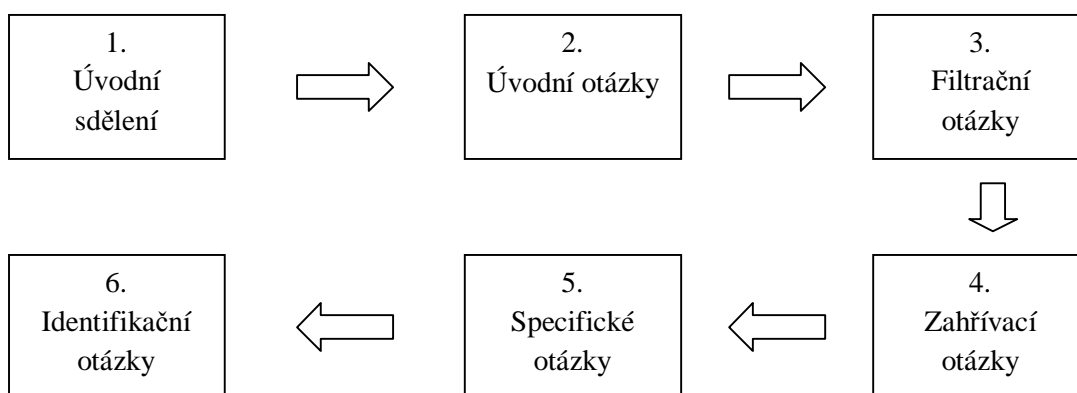 1.
Úvodní
sdělení
2.
Úvodní otázky
3.
Filtrační
otázky
4.
Zahřívací
otázky
5.
Specifické
otázky
6.
Identifikační
otázky